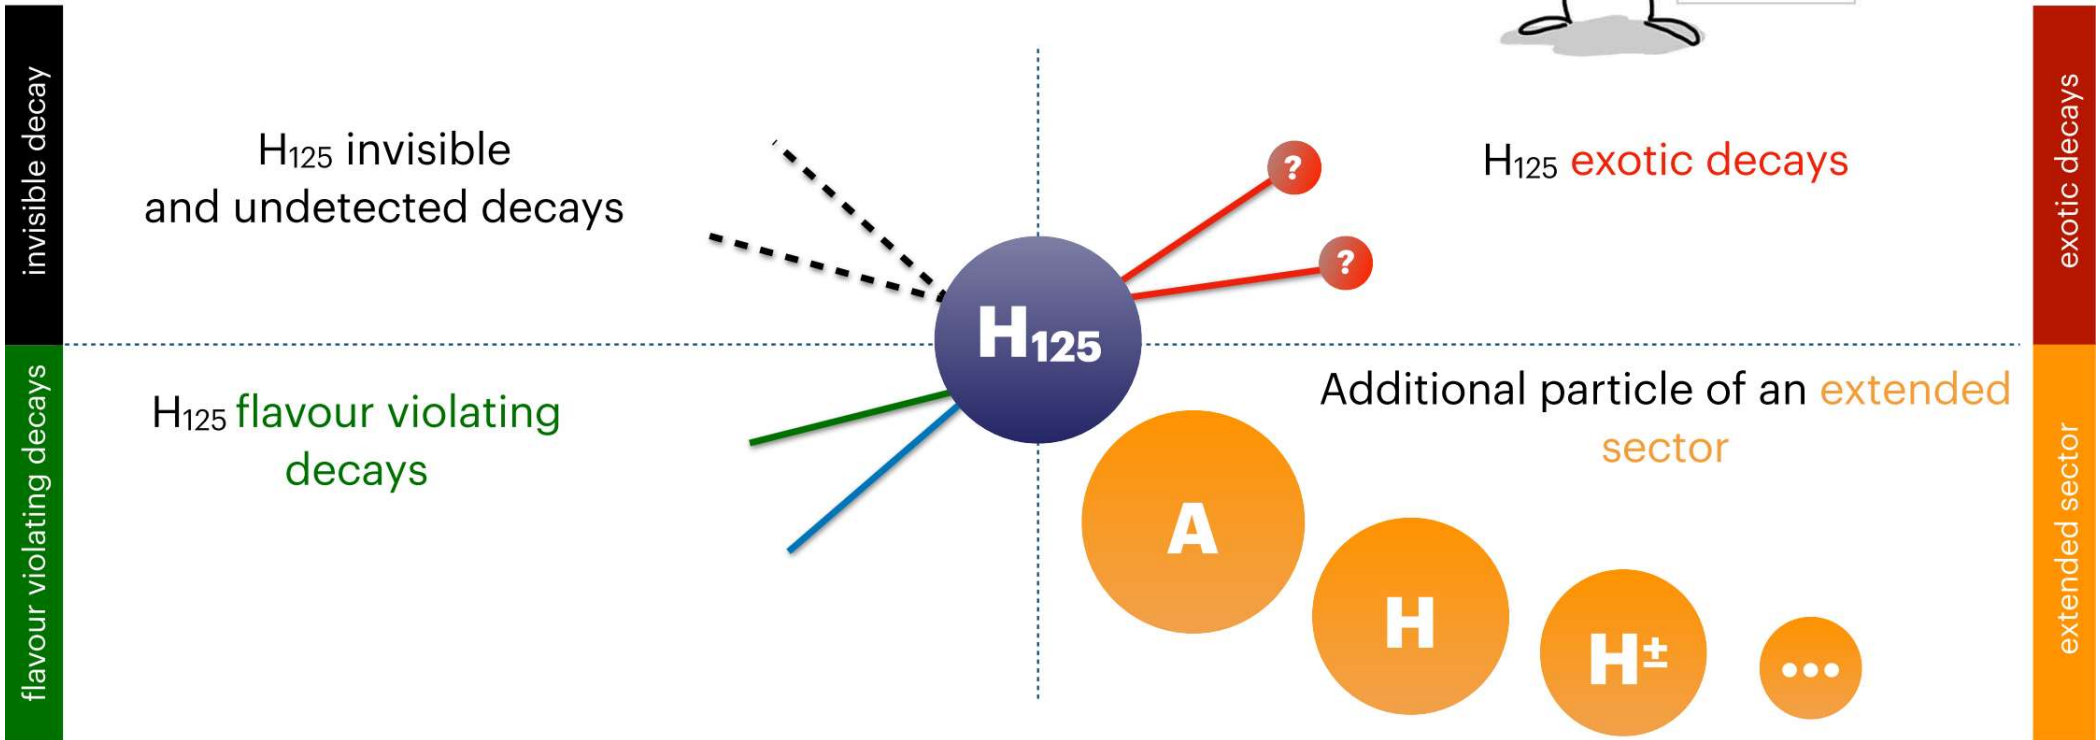 invisible decay
H₁₂₅ invisible
and undetected decays
?
?
H₁₂₅ exotic decays
exotic decays
H₁₂₅
flavour violating decays
H₁₂₅ flavour violating
decays
Additional particle of an extended
sector
A
H
H±
•••
extended sector